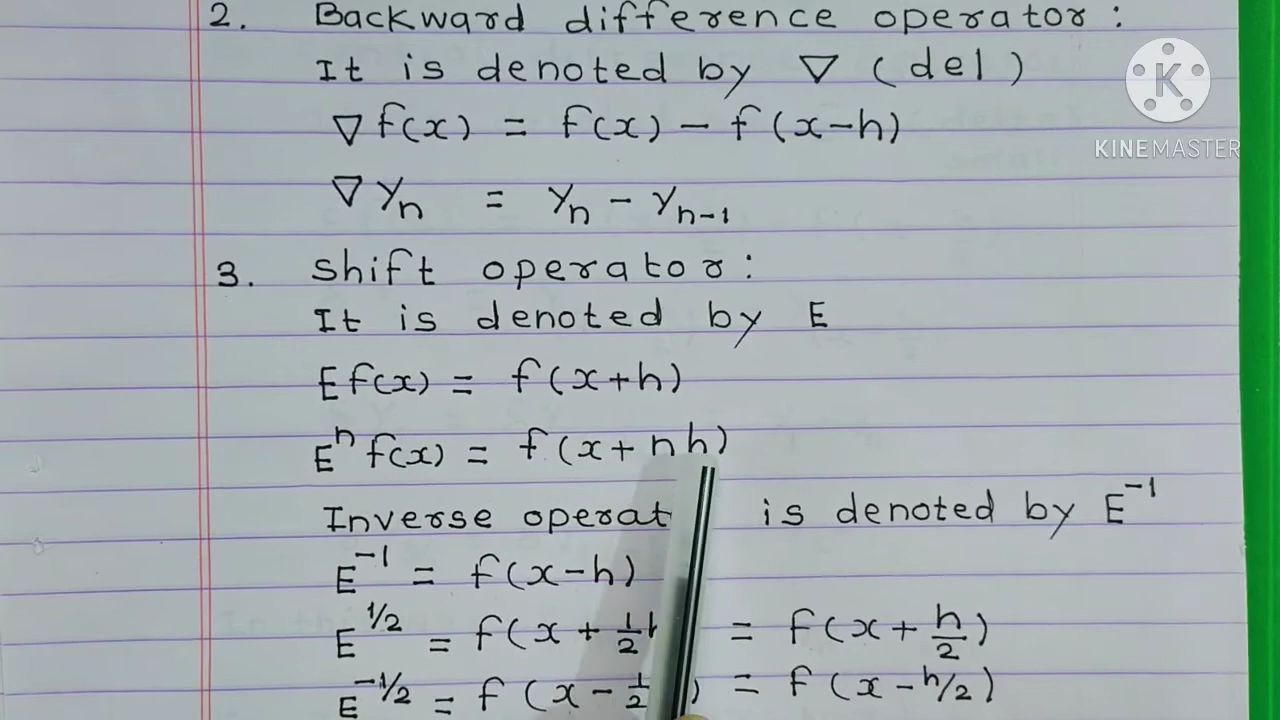 2. Backward difference operator :
It is denoted by ∇ (del)
∇ f(x) = f(x) - f(x-h)
∇ Yn = Yn - Yn-1
3. Shift operator :
It is denoted by E
E f(x) = f(x+h)
E^n f(x) = f(x+nh)
Inverse operat is denoted by E^-1
E^-1 = f(x-h)
E^1/2 = f(x + 1/2 = f(x + h/2)
E^-1/2 = f(x - 1/2 ) = f(x - h/2)
K
KINEMASTER